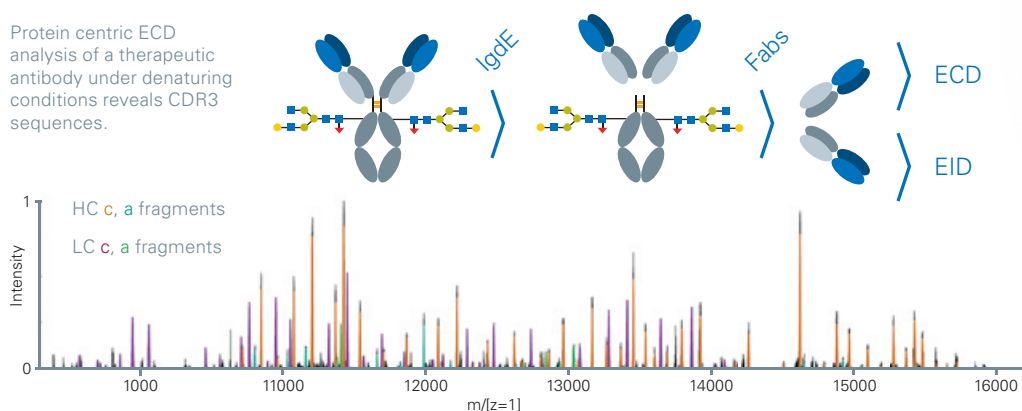 Protein centric ECD
analysis of a therapeutic
antibody under denaturing
conditions reveals CDR3
sequences.
IgdE
Fabs
ECD
EID
HC c, a fragments
LC c, a fragments
Intensity
1
0
1000
11000
12000
13000
14000
15000
16000
m/[z=1]